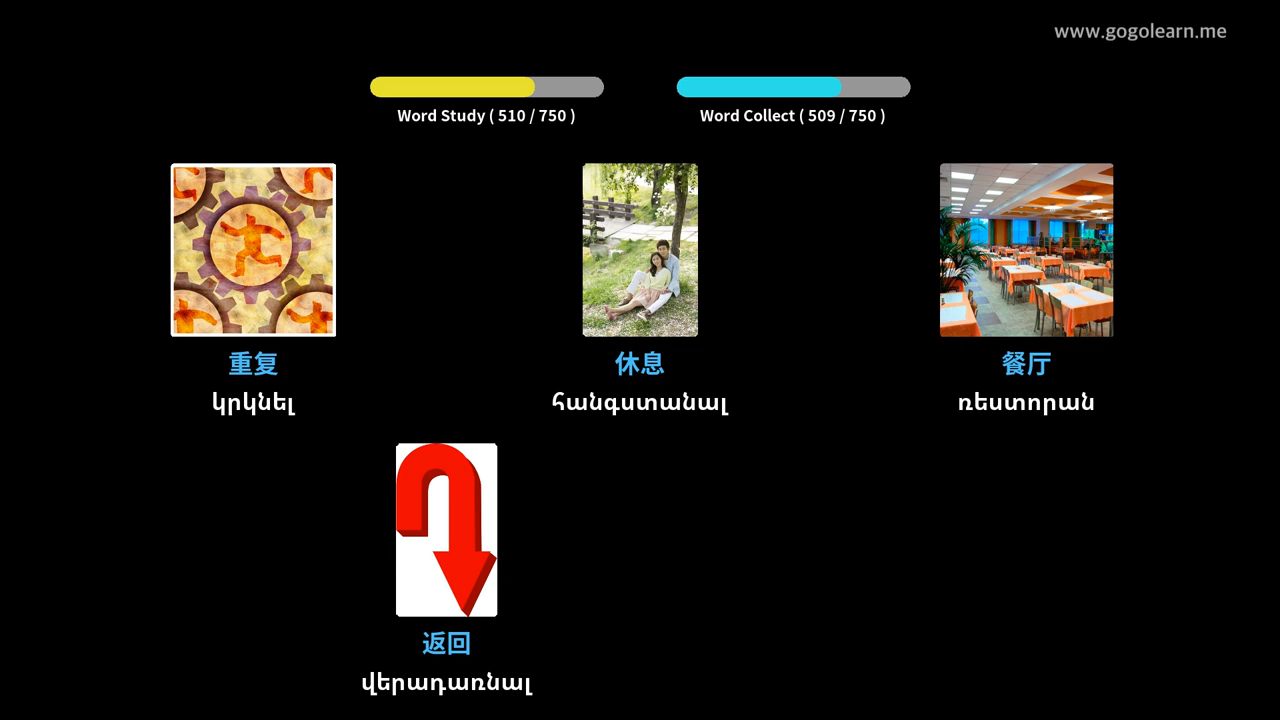 www.gogolearn.me
Word Study ( 510 / 750 )
Word Collect ( 509 / 750 )
重复
կրկնել
休息
հանգստանալ
餐厅
ռեստորան
返回
վերադառնալ